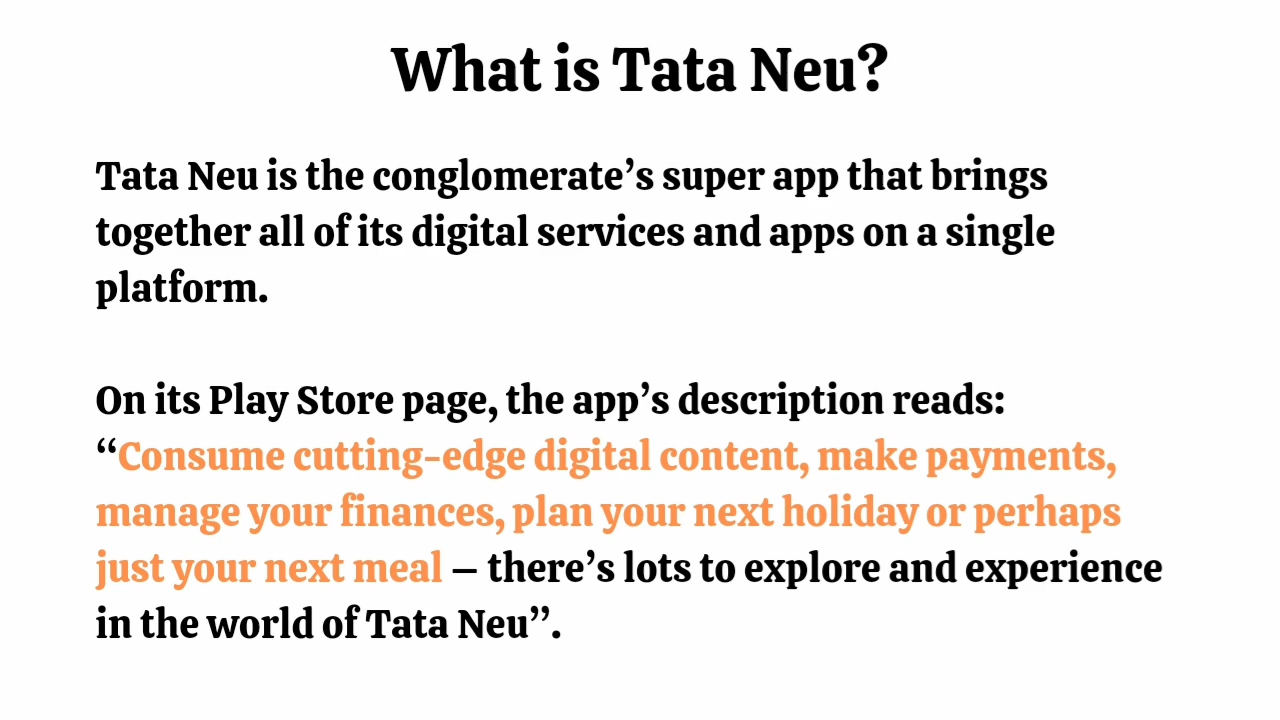 What is Tata Neu?
Tata Neu is the conglomerate’s super app that brings
together all of its digital services and apps on a single
platform.
On its Play Store page, the app’s description reads:
“Consume cutting-edge digital content, make payments,
manage your finances, plan your next holiday or perhaps
just your next meal – there’s lots to explore and experience
in the world of Tata Neu”.